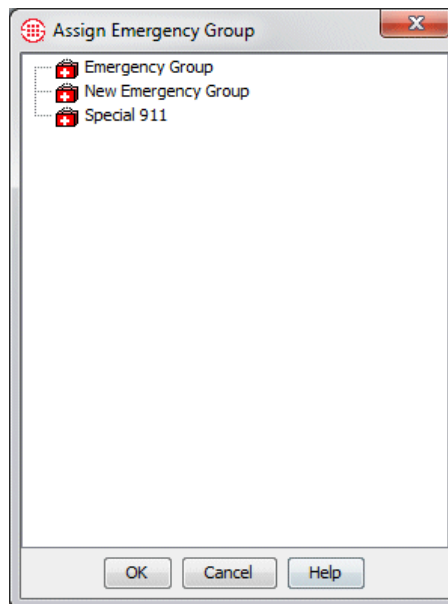 Assign Emergency Group
Emergency Group
New Emergency Group
Special 911
OK Cancel Help